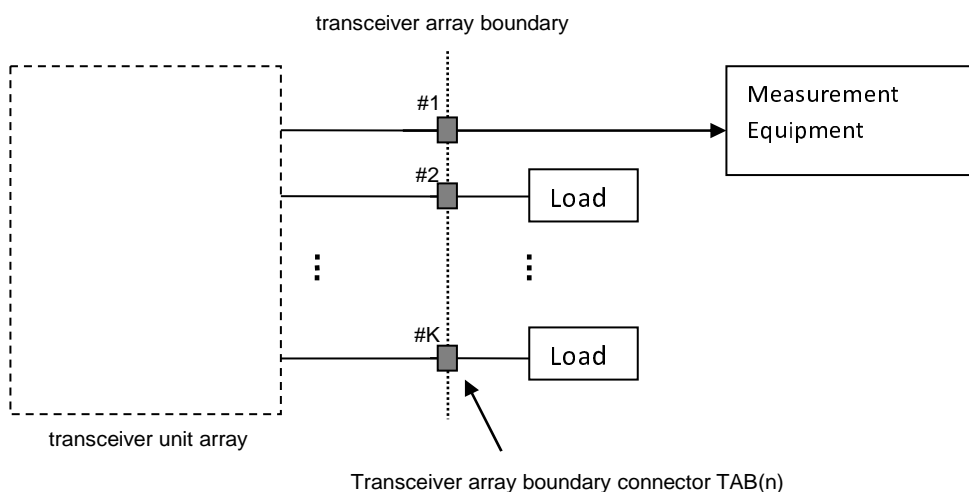 transceiver array boundary
#1
Measurement
Equipment
#2
Load
#K
Load
transceiver unit array
Transceiver array boundary connector TAB(n)